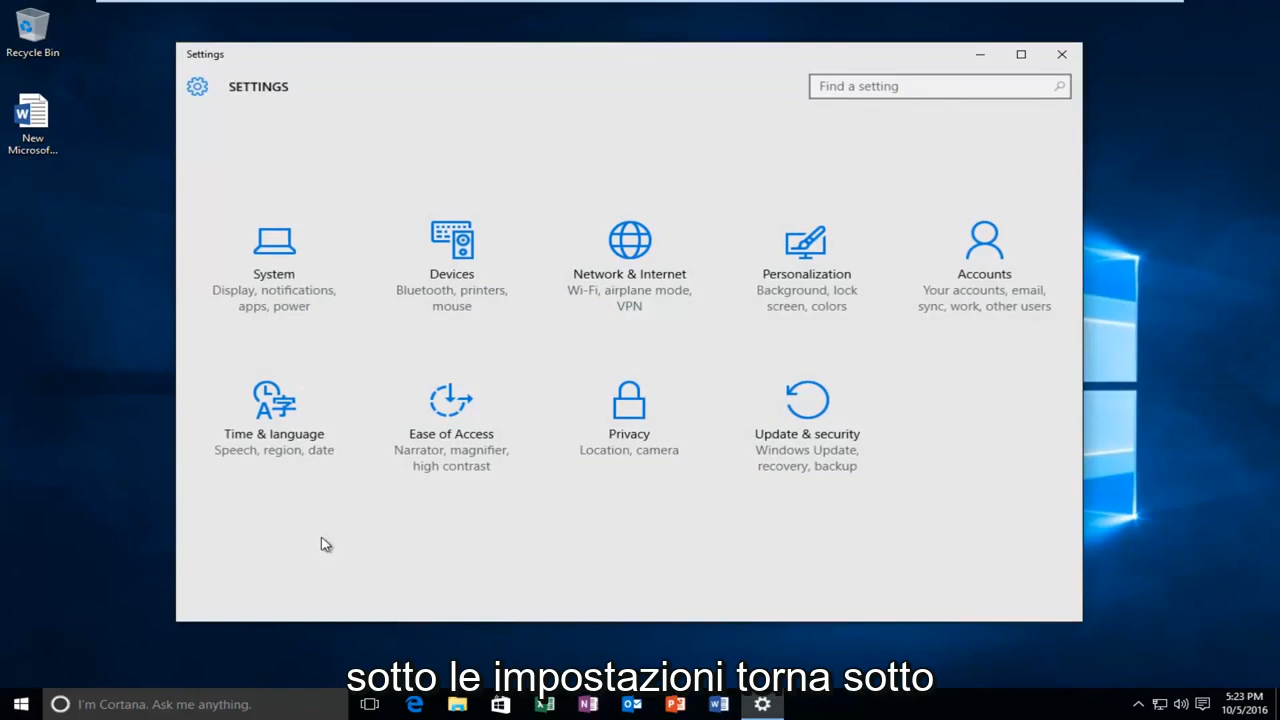 Recycle Bin
New
Microsof...
Settings
SETTINGS
Find a setting
System
Display, notifications,
apps, power
Devices
Bluetooth, printers,
mouse
Network & Internet
Wi-Fi, airplane mode,
VPN
Personalization
Background, lock
screen, colors
Accounts
Your accounts, email,
sync, work, other users
Time & language
Speech, region, date
Ease of Access
Narrator, magnifier,
high contrast
Privacy
Location, camera
Update & security
Windows Update,
recovery, backup
sotto le impostazioni torna sotto
I'm Cortana. Ask me anything.
5:23 PM
10/5/2016